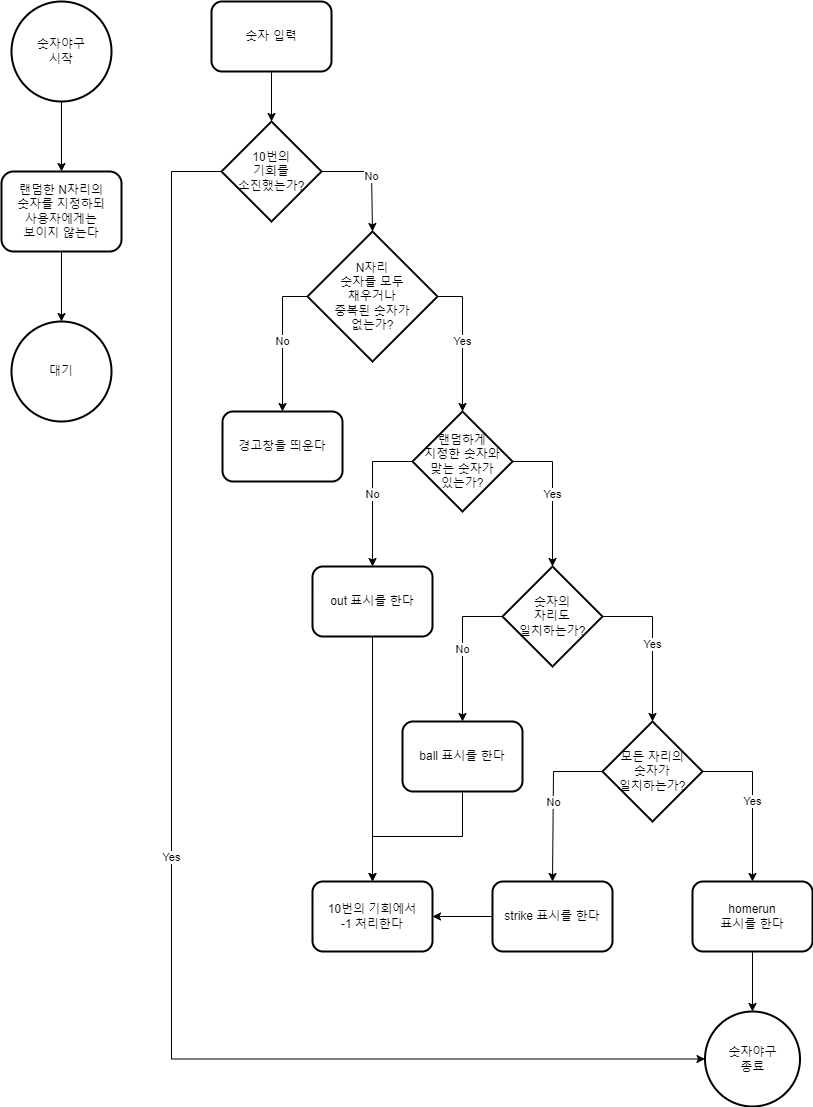 숫자야구
시작
랜덤한 N자리의
숫자를 지정하되
사용자에게는
보이지 않는다
대기
숫자 입력
10번의
기회를
소진했는가?
No
N자리
숫자를 모두
채우거나
중복된 숫자가
없는가?
No
Yes
경고창을 띄운다
랜덤하게
지정한 숫자와
맞는 숫자가
있는가?
No
Yes
out 표시를 한다
숫자의
자리도
일치하는가?
No
Yes
ball 표시를 한다
모든 자리의
숫자가
일치하는가?
No
Yes
Yes
10번의 기회에서
-1 처리한다
strike 표시를 한다
homerun
표시를 한다
숫자야구
종료